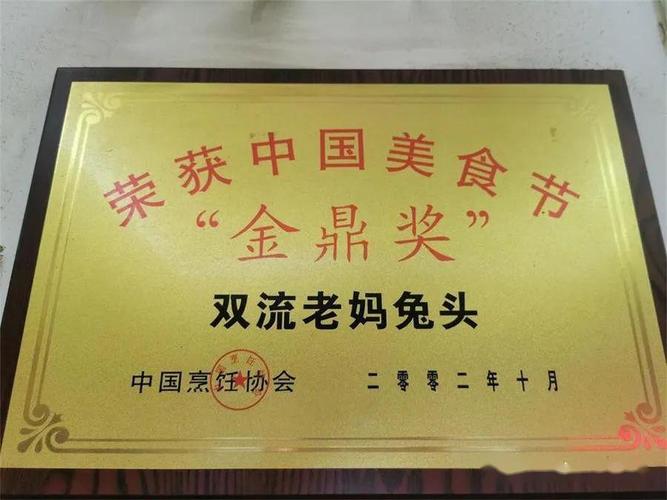 荣获中国美食节
“金鼎奖”
双流老妈兔头
中国烹饪协会 二零零二年十月